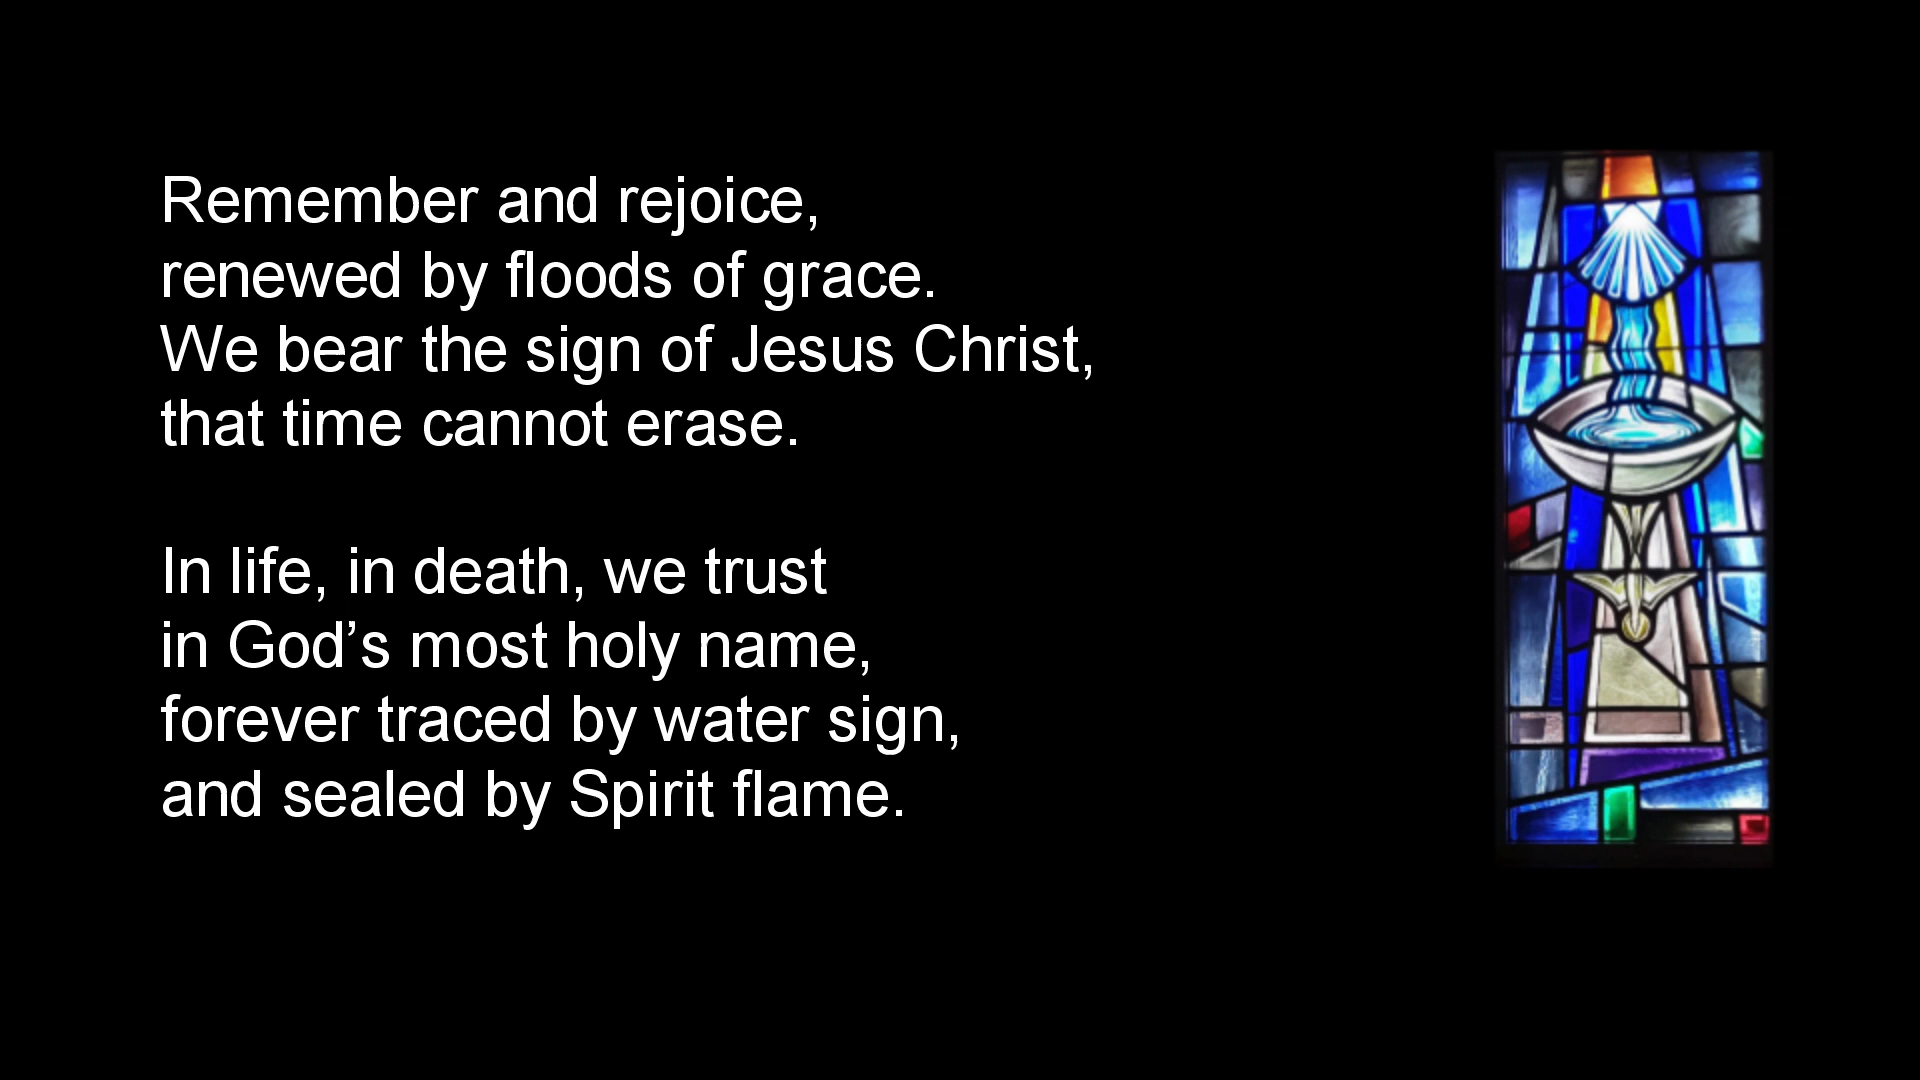 Remember and rejoice,
renewed by floods of grace.
We bear the sign of Jesus Christ,
that time cannot erase.
In life, in death, we trust
in God’s most holy name,
forever traced by water sign,
and sealed by Spirit flame.